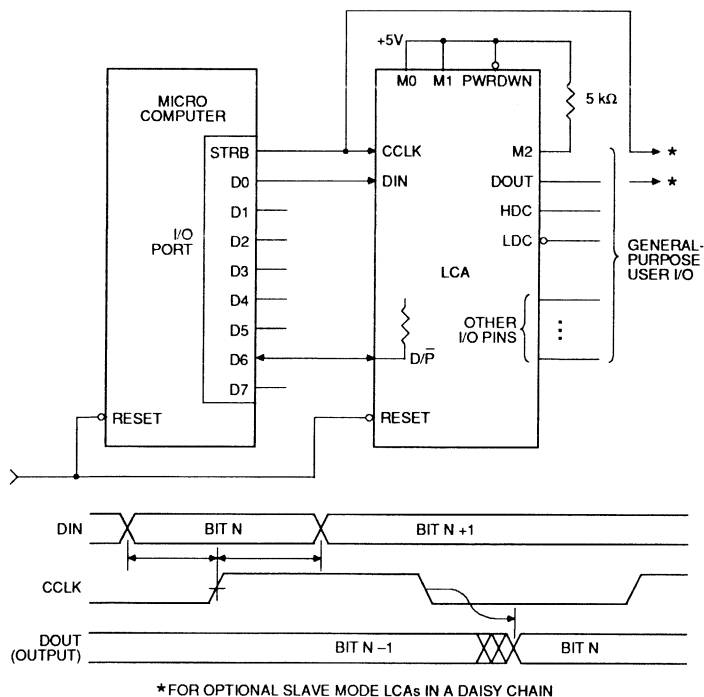 +5V
M0 M1 PWRDWN
MICRO
COMPUTER
5 kΩ
STRB
CCLK
M2
*
D0
DIN
DOUT
*
D1
HDC
I/O
PORT
D2
LDC
GENERAL-
PURPOSE
USER I/O
D3
LCA
D4
OTHER
I/O PINS
D5
D6
D/P̅
D7
RESET
RESET
DIN
BIT N
BIT N +1
CCLK
DOUT
(OUTPUT)
BIT N –1
BIT N
*FOR OPTIONAL SLAVE MODE LCAs IN A DAISY CHAIN